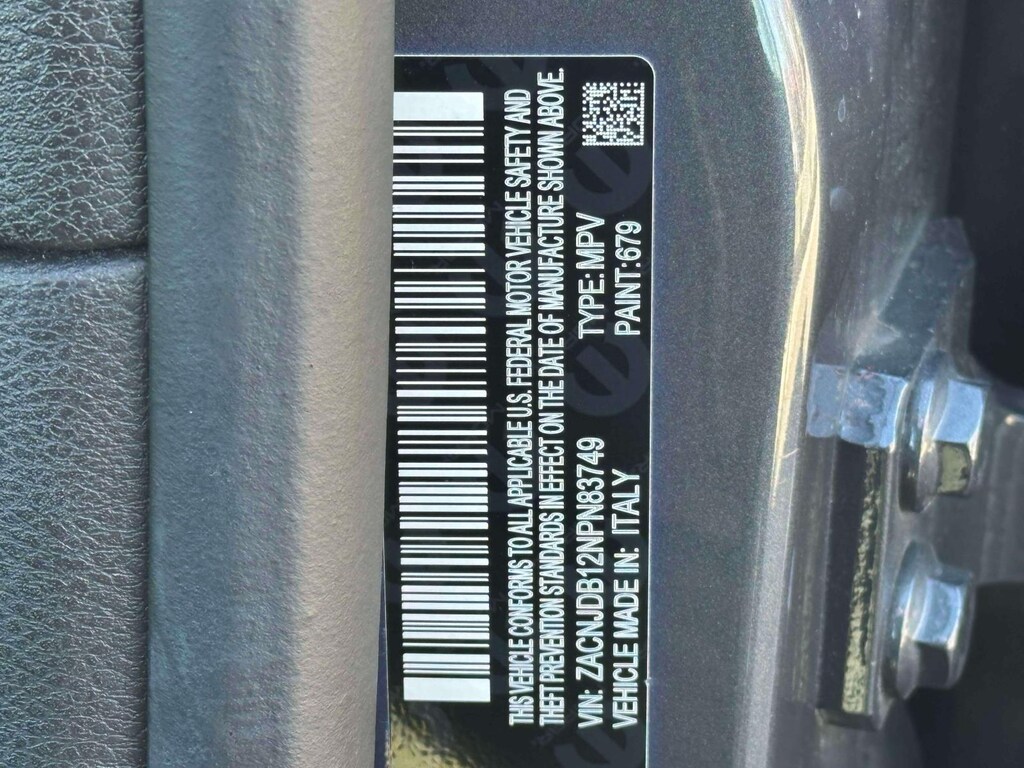 THIS VEHICLE CONFORMS TO ALL APPLICABLE U.S. FEDERAL MOTOR VEHICLE SAFETY AND
THEFT PREVENTION STANDARDS IN EFFECT ON THE DATE OF MANUFACTURE SHOWN ABOVE.
VIN: ZACNJDB12NPN83749 TYPE: MPV
VEHICLE MADE IN: ITALY PAINT:679